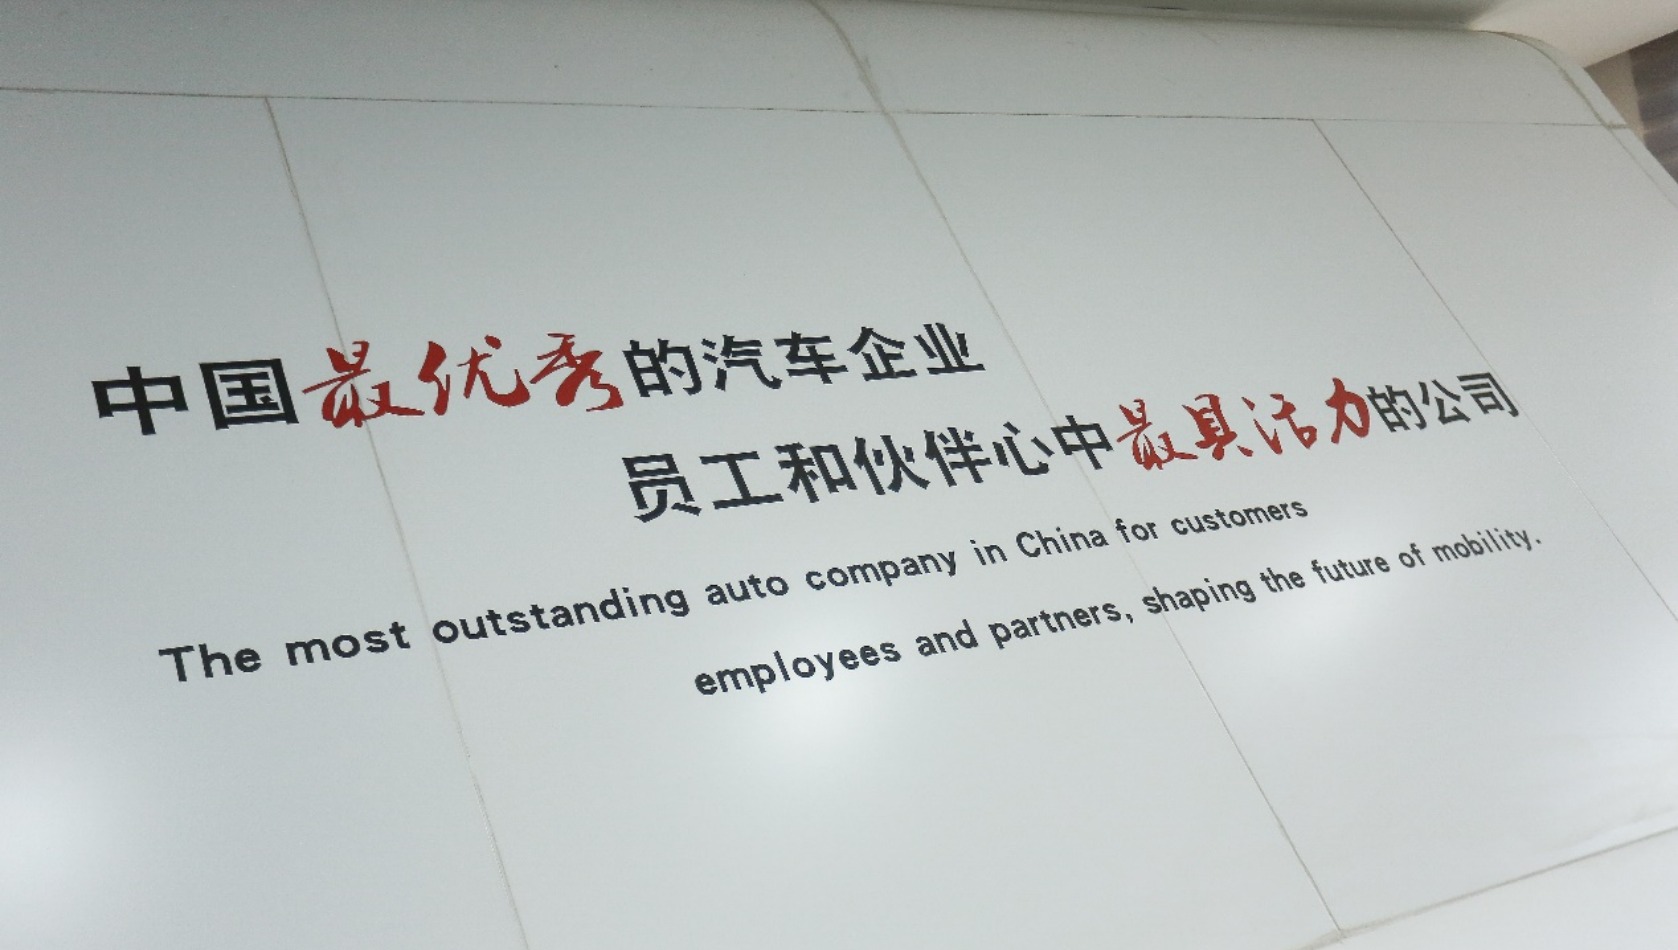 中国最优秀的汽车企业
员工和伙伴心中最具活力的公司
The most outstanding auto company in China for customers
employees and partners, shaping the future of mobility.